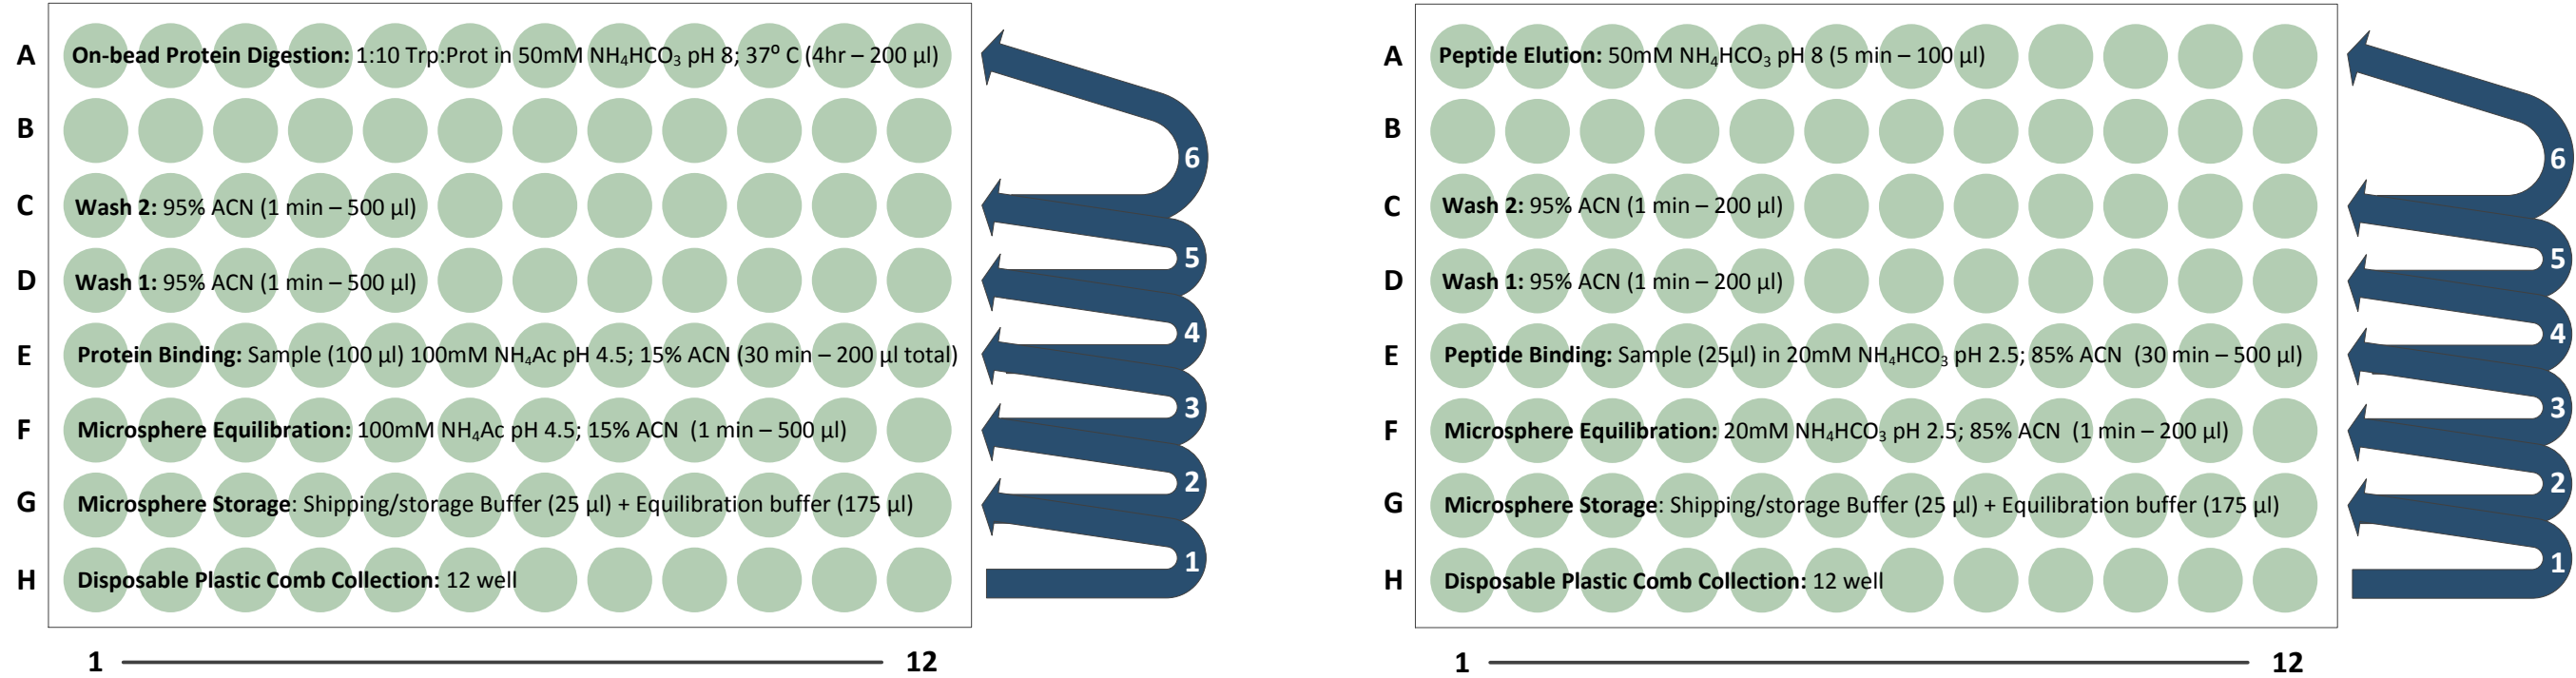 A On-bead Protein Digestion: 1:10 Trp:Prot in 50mM NH₄HCO₃ pH 8; 37⁰ C (4hr – 200 µl)
B
C Wash 2: 95% ACN (1 min – 500 µl)
D Wash 1: 95% ACN (1 min – 500 µl)
E Protein Binding: Sample (100 µl) 100mM NH₄Ac pH 4.5; 15% ACN (30 min – 200 µl total)
F Microsphere Equilibration: 100mM NH₄Ac pH 4.5; 15% ACN (1 min – 500 µl)
G Microsphere Storage: Shipping/storage Buffer (25 µl) + Equilibration buffer (175 µl)
H Disposable Plastic Comb Collection: 12 well
6
5
4
3
2
1
1 12
A Peptide Elution: 50mM NH₄HCO₃ pH 8 (5 min – 100 µl)
B
C Wash 2: 95% ACN (1 min – 200 µl)
D Wash 1: 95% ACN (1 min – 200 µl)
E Peptide Binding: Sample (25µl) in 20mM NH₄HCO₃ pH 2.5; 85% ACN (30 min – 500 µl)
F Microsphere Equilibration: 20mM NH₄HCO₃ pH 2.5; 85% ACN (1 min – 200 µl)
G Microsphere Storage: Shipping/storage Buffer (25 µl) + Equilibration buffer (175 µl)
H Disposable Plastic Comb Collection: 12 well
6
5
4
3
2
1
1 12